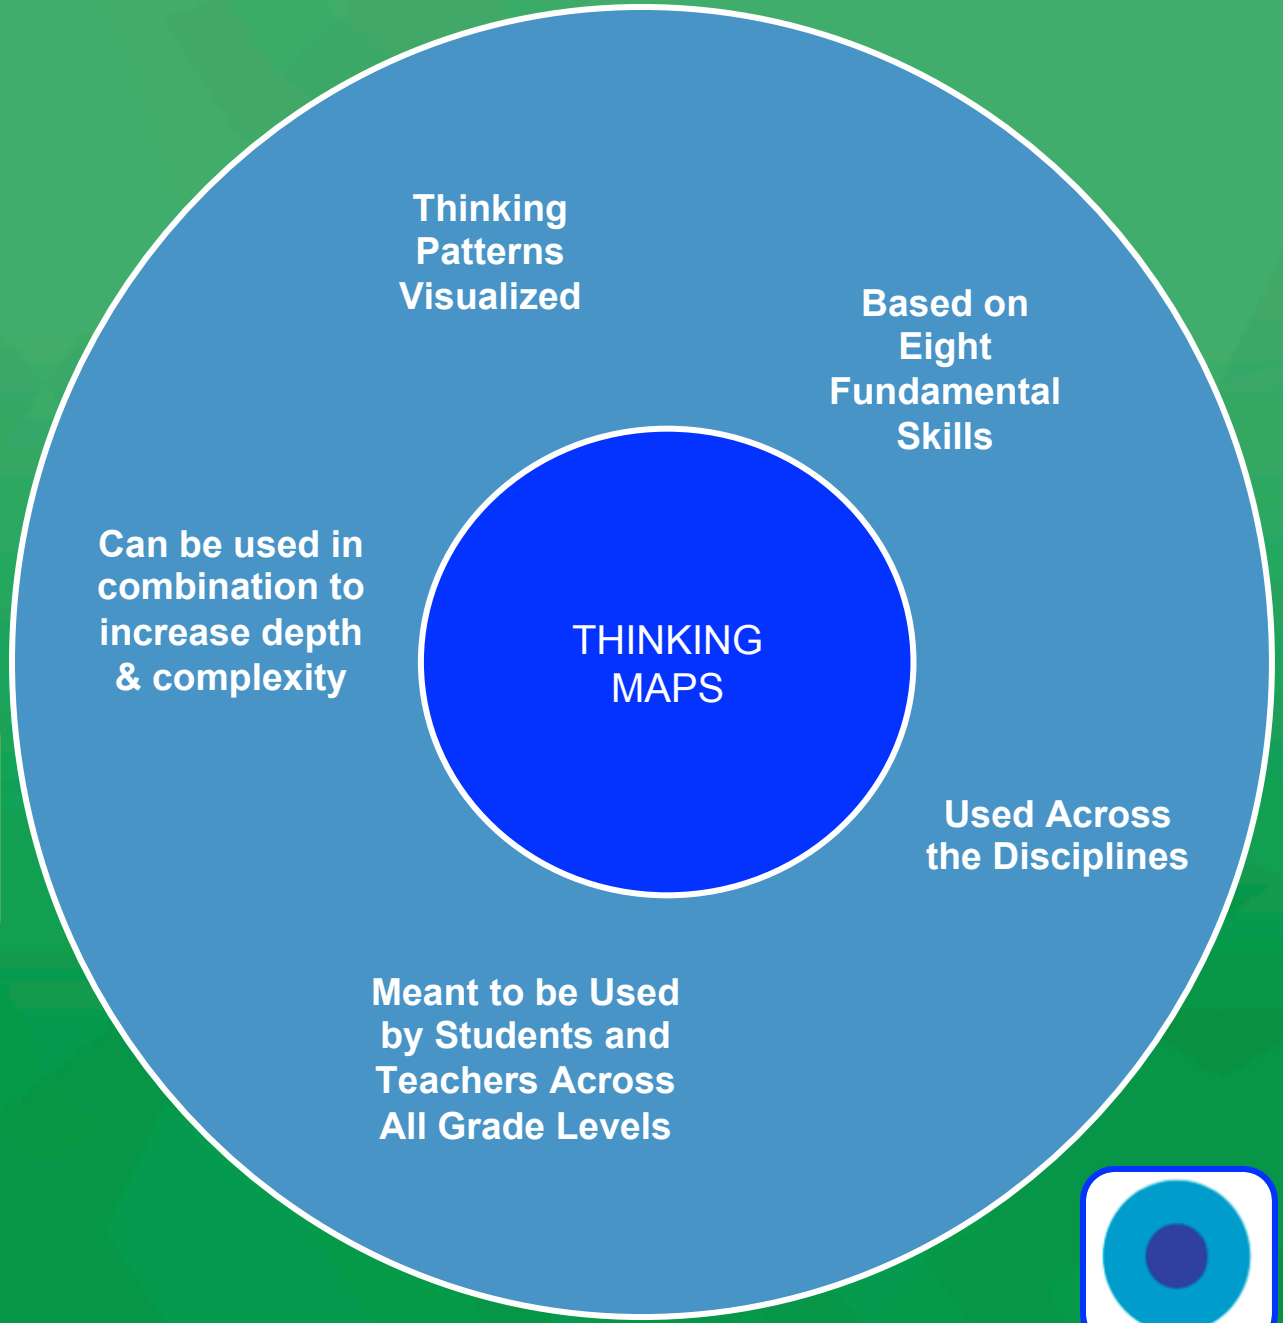 Thinking
Patterns
Visualized
Based on
Eight
Fundamental
Skills
Can be used in
combination to
increase depth
& complexity
THINKING
MAPS
Used Across
the Disciplines
Meant to be Used
by Students and
Teachers Across
All Grade Levels